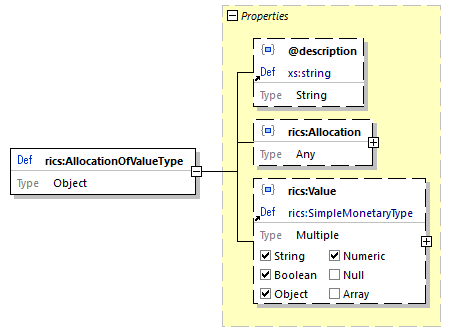 Properties
@description
Def xs:string
Type String
rics:Allocation
Type Any
Def rics:AllocationOfValueType
Type Object
rics:Value
Def rics:SimpleMonetaryType
Type Multiple
String Numeric
Boolean Null
Object Array